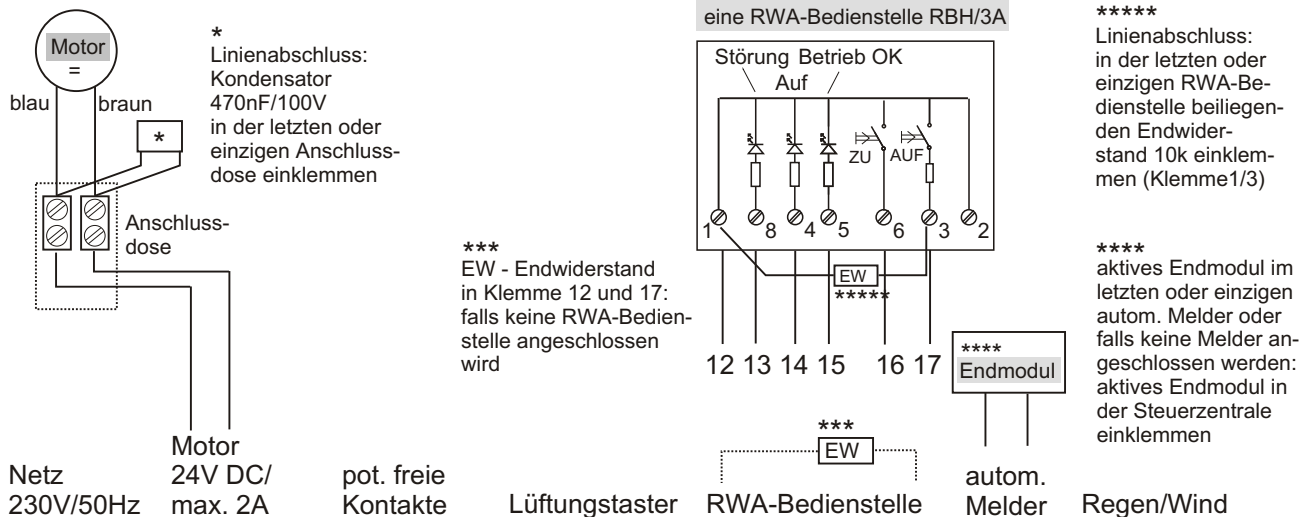 Motor
=
blau
braun
*
*
Linienabschluss:
Kondensator
470nF/100V
in der letzten oder
einzigen Anschluss-
dose einklemmen
Anschluss-
dose
***
EW - Endwiderstand
in Klemme 12 und 17:
falls keine RWA-Bedien-
stelle angeschlossen
wird
eine RWA-Bedienstelle RBH/3A
Störung Betrieb OK
Auf
ZU
AUF
1 8 4 5 6 3 2
EW
*****
12 13 14 15 16 17
****
Endmodul
*****
Linienabschluss:
in der letzten oder
einzigen RWA-Be-
dienstelle beiliegen-
den Endwider-
stand 10k einklem-
men (Klemme1/3)
****
aktives Endmodul im
letzten oder einzigen
autom. Melder oder
falls keine Melder an-
geschlossen werden:
aktives Endmodul in
der Steuerzentrale
einklemmen
***
EW
Netz
230V/50Hz
Motor
24V DC/
max. 2A
pot. freie
Kontakte
Lüftungstaster
RWA-Bedienstelle
autom.
Melder
Regen/Wind